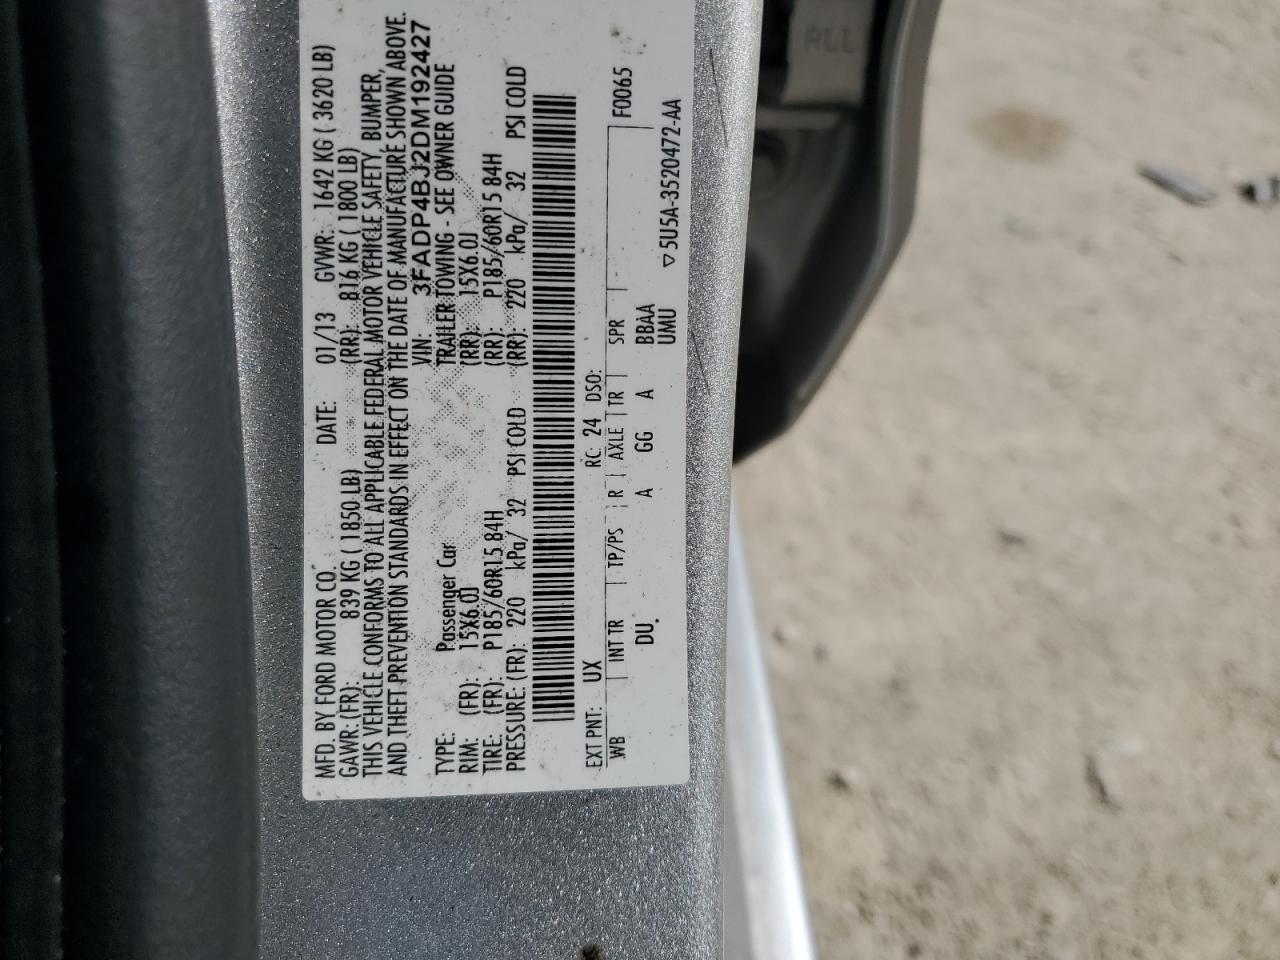 MFD. BY FORD MOTOR CO. DATE: 01/13 GVWR: 1642 KG ( 3620 LB)
GAWR: (FR): 839 KG ( 1850 LB) (RR): 816 KG ( 1800 LB)
THIS VEHICLE CONFORMS TO ALL APPLICABLE FEDERAL MOTOR VEHICLE SAFETY, BUMPER,
AND THEFT PREVENTION STANDARDS IN EFFECT ON THE DATE OF MANUFACTURE SHOWN ABOVE.
VIN: 3FADP4BJ2DM192427
TYPE: Passenger Car TRAILER TOWING - SEE OWNER GUIDE
RIM: (FR): 15X6.0J (RR): 15X6.0J
TIRE: (FR): P185/60R15 84H (RR): P185/60R15 84H
PRESSURE: (FR): 220 kPa/ 32 PSI COLD (RR): 220 kPa/ 32 PSI COLD
EXT PNT: UX RC: 24 DSO: F0065
WB INT TR TP/PS R AXLE TR SPR
DU A GG A BBAA
UMU ▽5U5A-3520472-AA